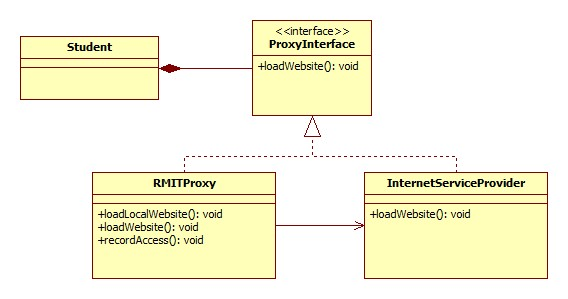 Student
<<interface>>
ProxyInterface
+loadWebsite(): void
RMITProxy
+loadLocalWebsite(): void
+loadWebsite(): void
+recordAccess(): void
InternetServiceProvider
+loadWebsite(): void